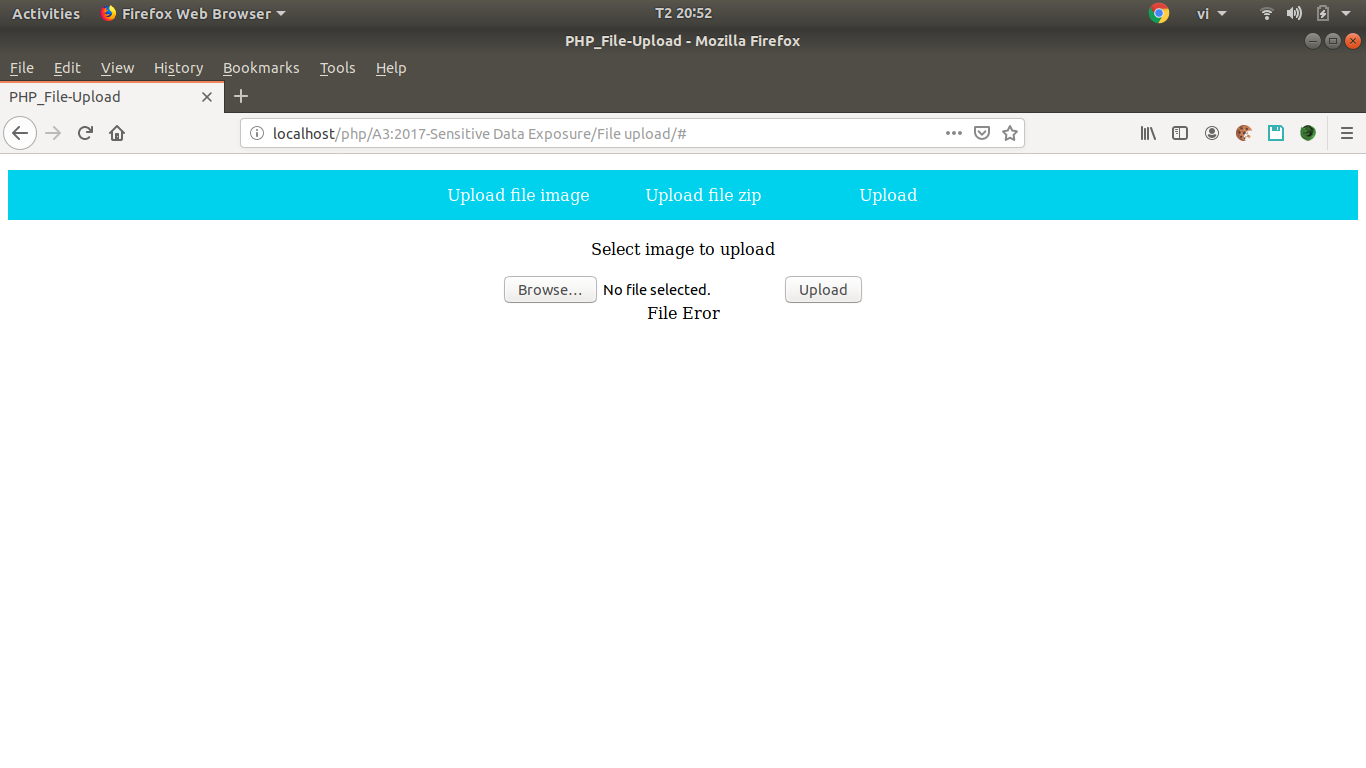 Activities Firefox Web Browser T2 20:52 vi
PHP_File-Upload - Mozilla Firefox
File Edit View History Bookmarks Tools Help
PHP_File-Upload
localhost/php/A3:2017-Sensitive Data Exposure/File upload/#
Upload file image Upload file zip Upload
Select image to upload
Browse... No file selected. Upload
File Eror